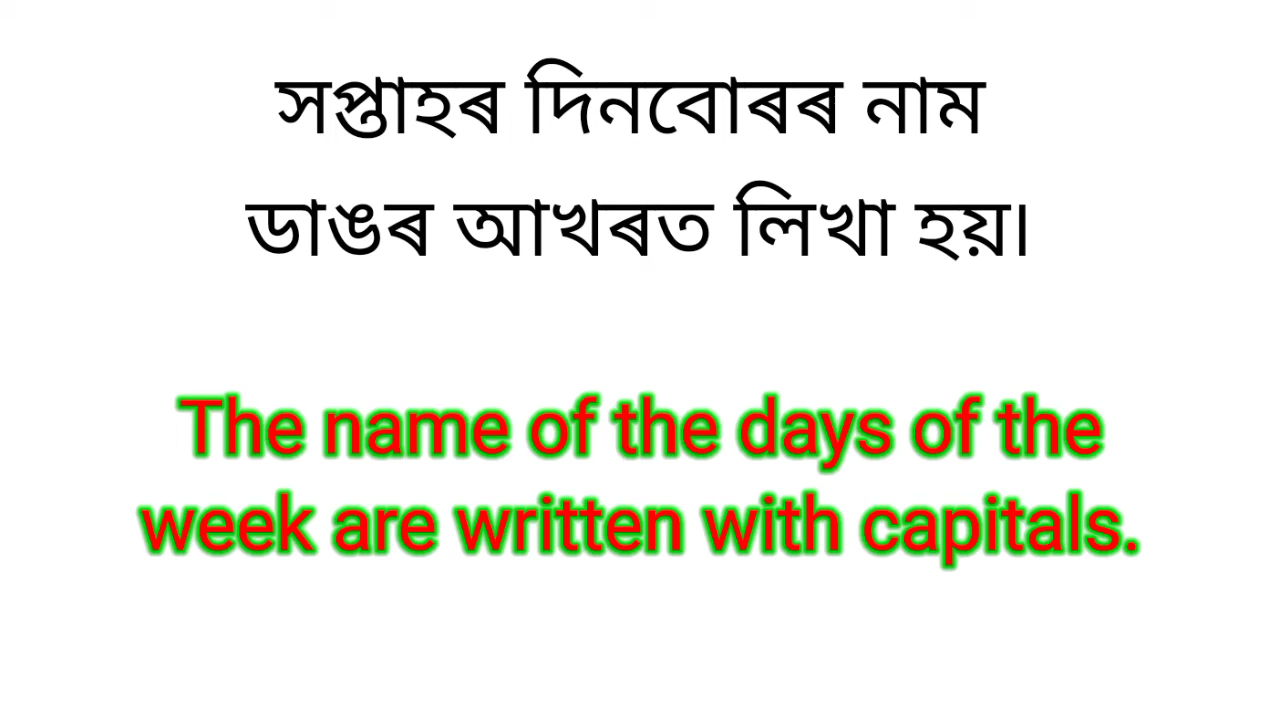 সপ্তাহৰ দিনবোৰৰ নাম
ডাঙৰ আখৰত লিখা হয়।
The name of the days of the
week are written with capitals.